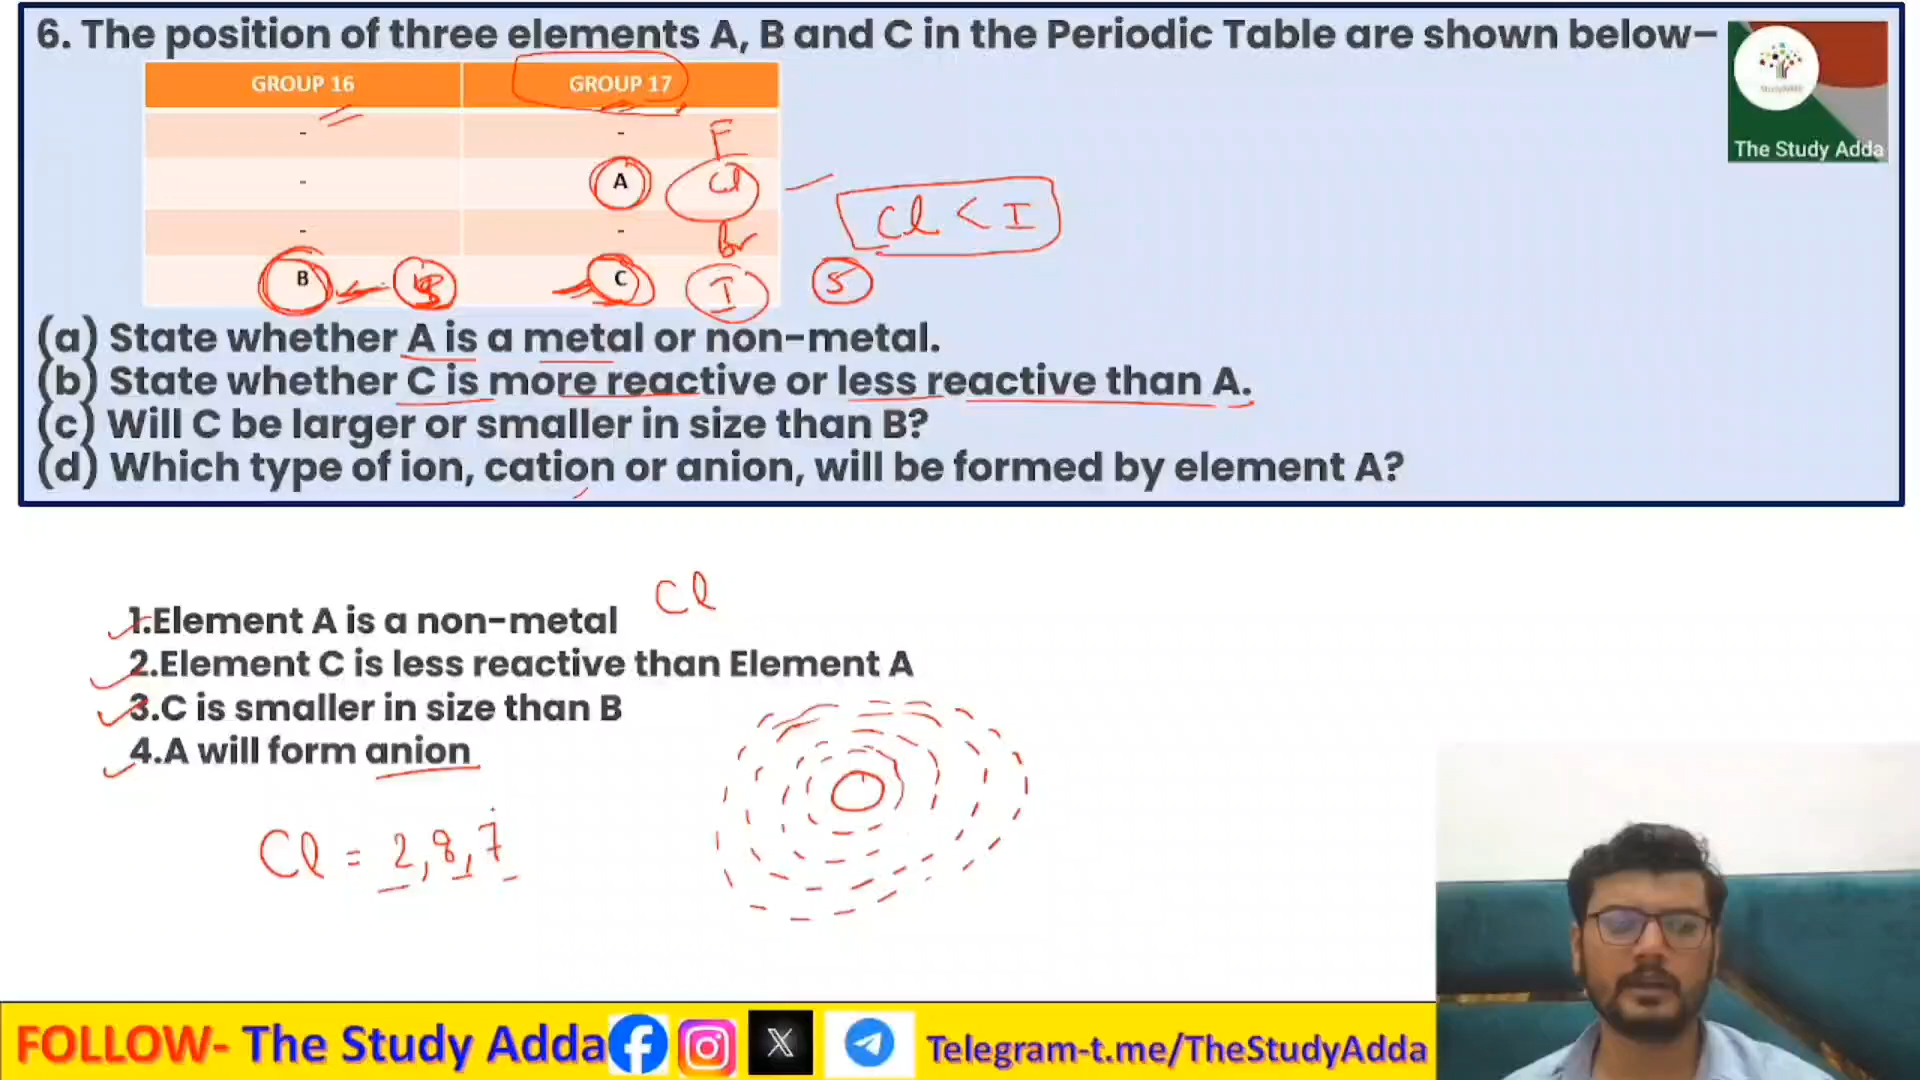 6. The position of three elements A, B and C in the Periodic Table are shown below–
GROUP 16 GROUP 17
- - F
- A Cl
Cl < I
- - Br
B C I 5
(a) State whether A is a metal or non-metal.
(b) State whether C is more reactive or less reactive than A.
(c) Will C be larger or smaller in size than B?
(d) Which type of ion, cation or anion, will be formed by element A?
The Study Adda
Cl
1.Element A is a non-metal
2.Element C is less reactive than Element A
3.C is smaller in size than B
4.A will form anion
Cl = 2,8,7
FOLLOW- The Study Adda Telegram-t.me/TheStudyAdda